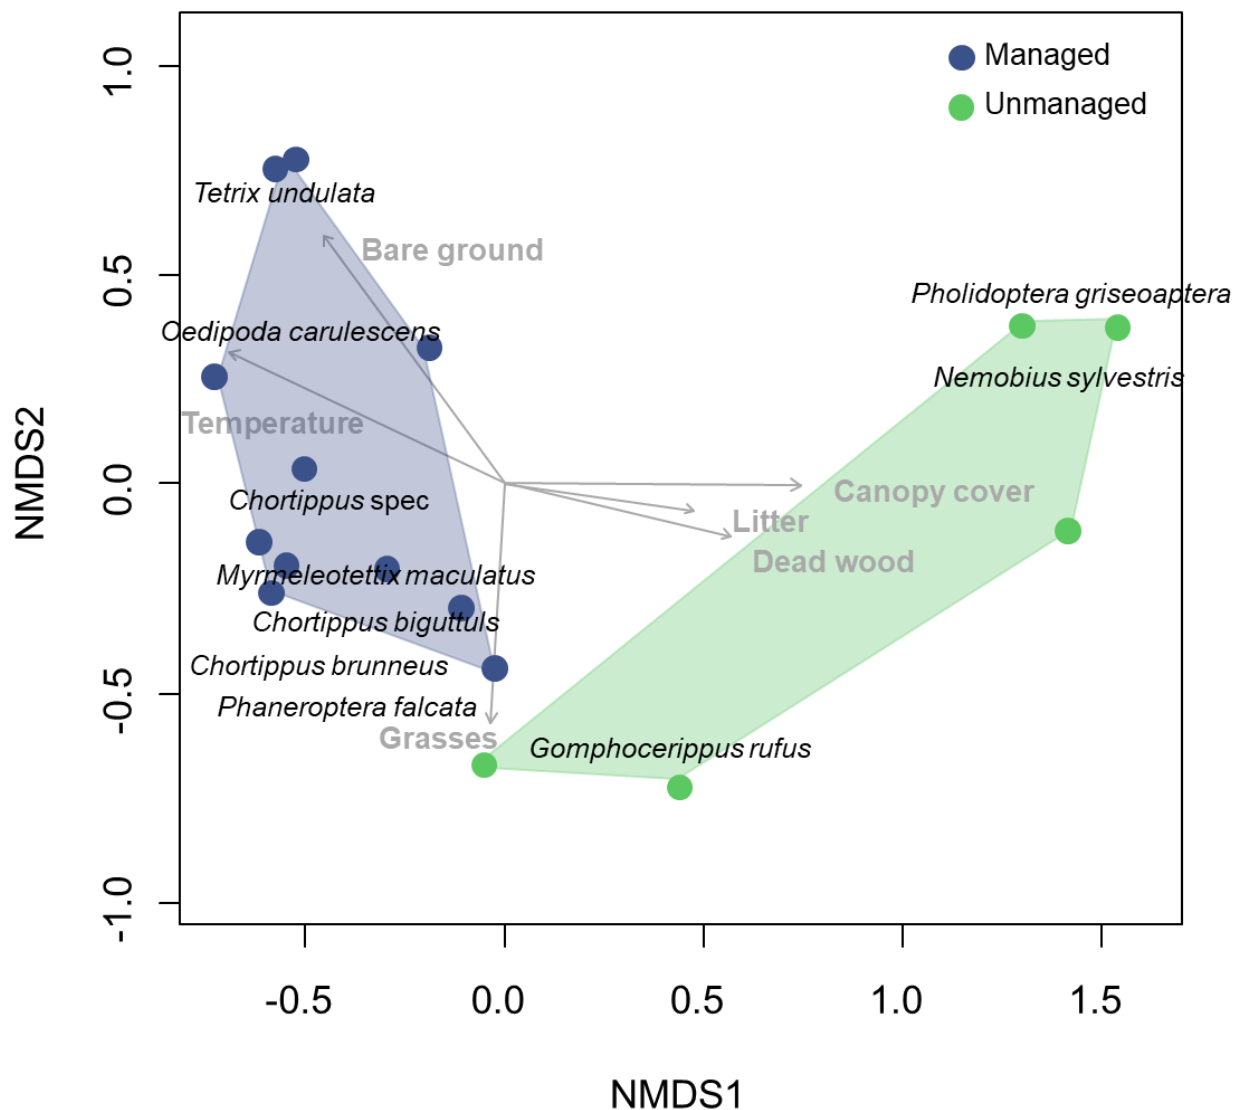 1.0
0.5
0.0
-0.5
-1.0
NMDS2
Managed
Unmanaged
Tetrix undulata
Bare ground
Pholidoptera griseoaptera
Oedipoda carulescens
Nemobius sylvestris
Temperature
Canopy cover
Chortippus spec
Litter
Dead wood
Myrmeleotettix maculatus
Chortippus biguttuls
Chortippus brunneus
Phaneroptera falcata
Grasses
Gomphocerippus rufus
-0.5
0.0
0.5
1.0
1.5
NMDS1